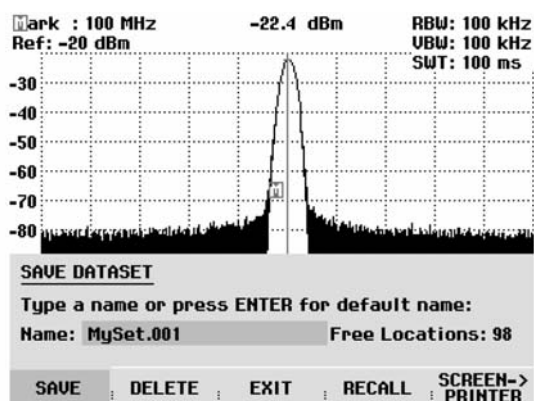 Mark : 100 MHz -22.4 dBm RBW: 100 kHz
Ref: -20 dBm VBW: 100 kHz
SWT: 100 ms
-30
-40
-50
-60
M
-70
-80
SAVE DATASET
Type a name or press ENTER for default name:
Name: MySet.001 Free Locations: 98
SAVE DELETE EXIT RECALL SCREEN->
PRINTER